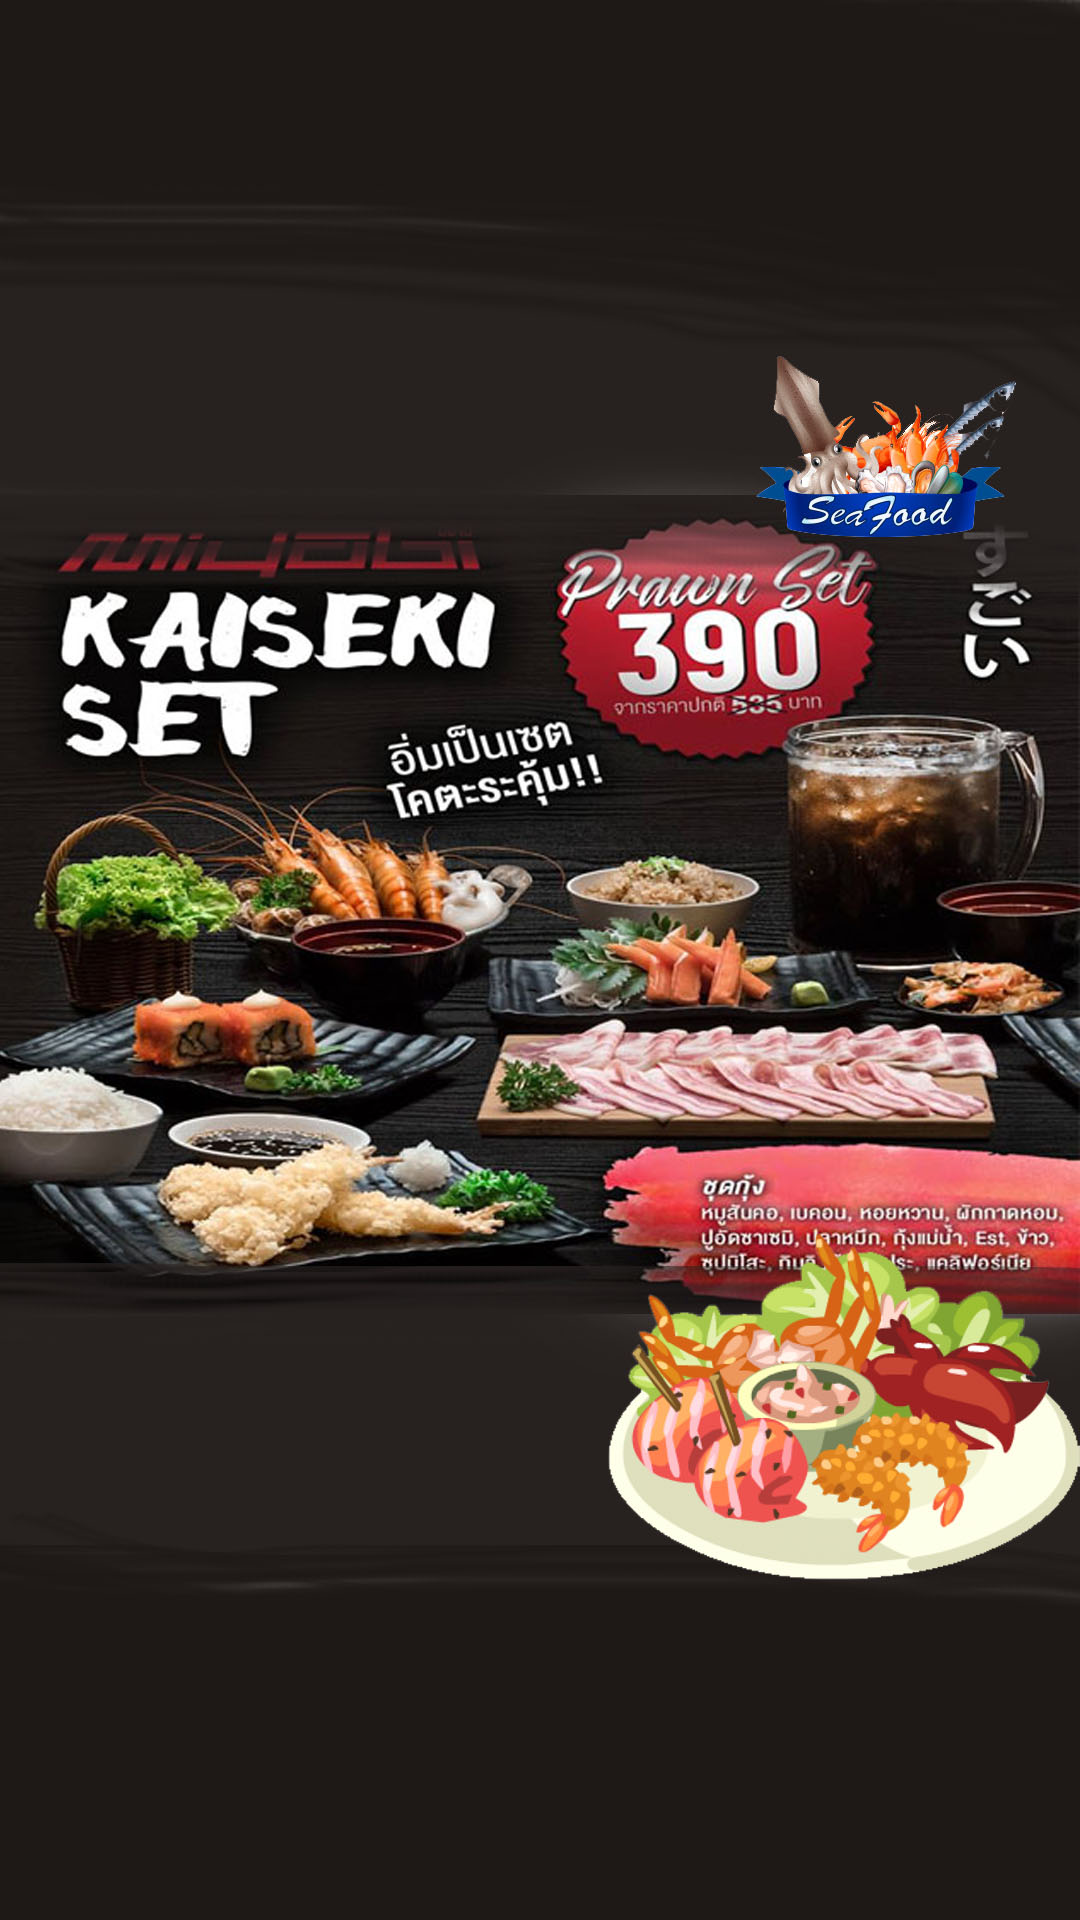 SeaFood
Miyabi
KAISEKI
SET
Prawn Set
390
จากราคาปกติ 535 บาท
すごい
อิ่มเป็นเซต
โคตะระคุ้ม!!
ชุดกุ้ง
หมูสันคอ, เบคอน, หอยหวาน, ผักกาดหอม,
ปูอัดซาเซมิ, ปลาหมึก, กุ้งแม่น้ำ, Est, ข้าว,
ซุปมิโสะ, แคลิฟอร์เนีย